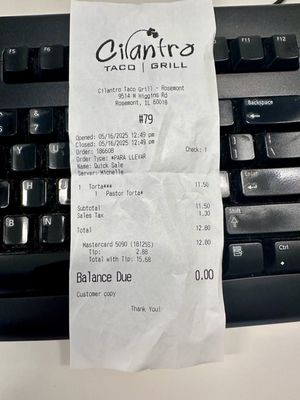 Cilantro
TACO | GRILL
Cilantro Taco Grill - Rosemont
9514 W Higgins Rd
Rosemont, IL 60018
#79
Opened: 05/16/2025 12:49 pm
Closed: 05/16/2025 12:49 pm
Order: 186608 Check: 1
Order Type: *PARA LLEVAR
Name: Quick Sale
Server: Michelle
1 Torta*** 11.50
1 Pastor Torta*
Subtotal 11.50
Sales Tax 1.30
Total 12.80
Mastercard 5090 (181255) 12.80
Tip: 2.88
Total with Tip: 15.68
Balance Due 0.00
Customer copy
Thank You!
F5
F6
Backspace
Enter
Shift
Ctrl